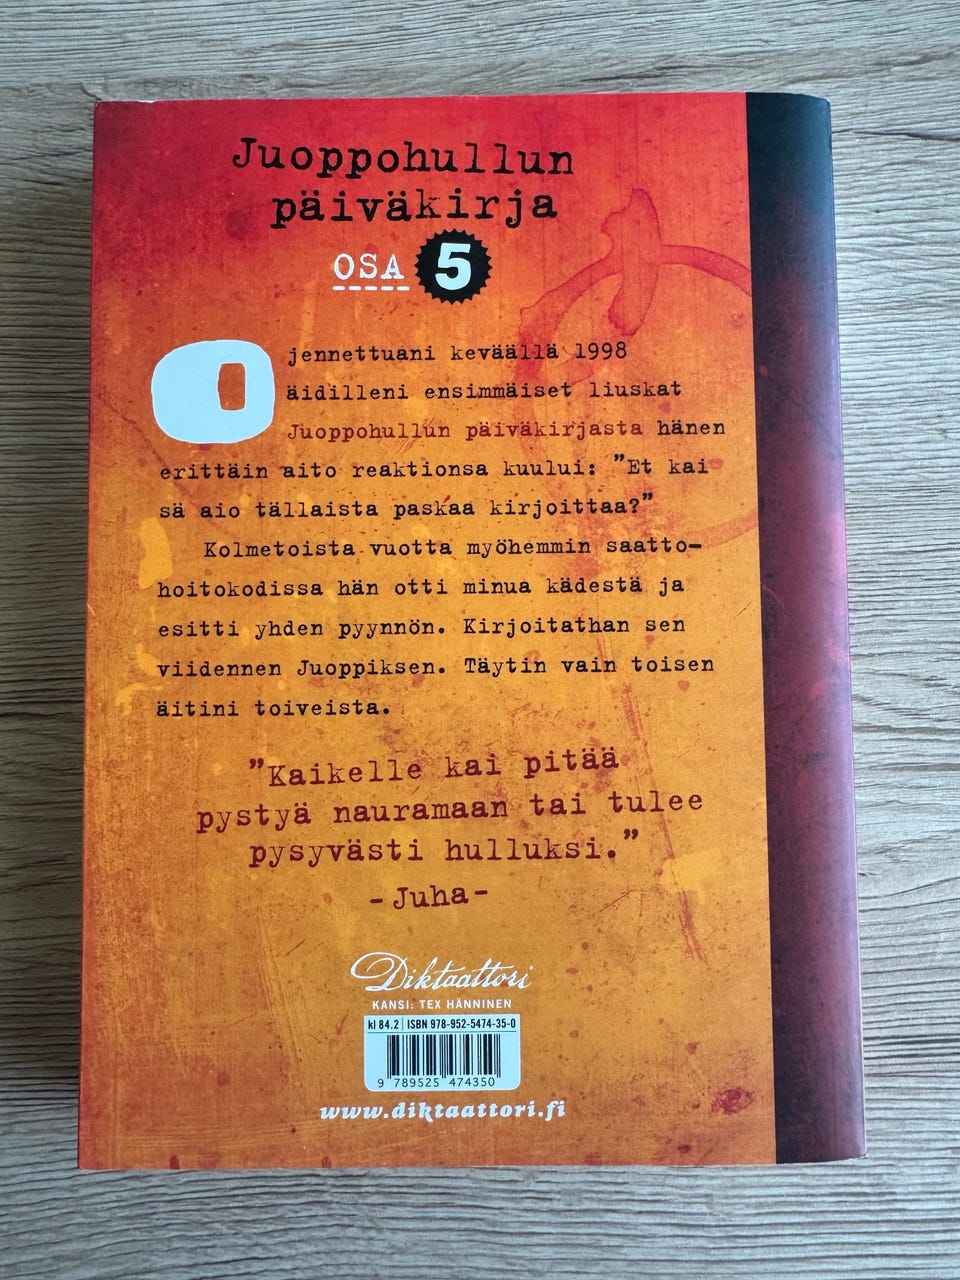 Juoppohullun
päiväkirja
OSA 5
Ojennettuani keväällä 1998
äidilleni ensimmäiset liuskat
Juoppohullun päiväkirjasta hänen
erittäin aito reaktionsa kuului: ”Et kai
sä aio tällaista paskaa kirjoittaa?”
Kolmetoista vuotta myöhemmin saatto-
hoitokodissa hän otti minua kädestä ja
esitti yhden pyynnön. Kirjoitathan sen
viidennen Juoppiksen. Täytin vain toisen
äitini toiveista.
”Kaikelle kai pitää
pystyä nauramaan tai tulee
pysyvästi hulluksi.”
-Juha-
Diktaattori
KANSI: TEX HÄNNINEN
kl 84.2 | ISBN 978-952-5474-35-0
9 789525 474350
www.diktaattori.fi